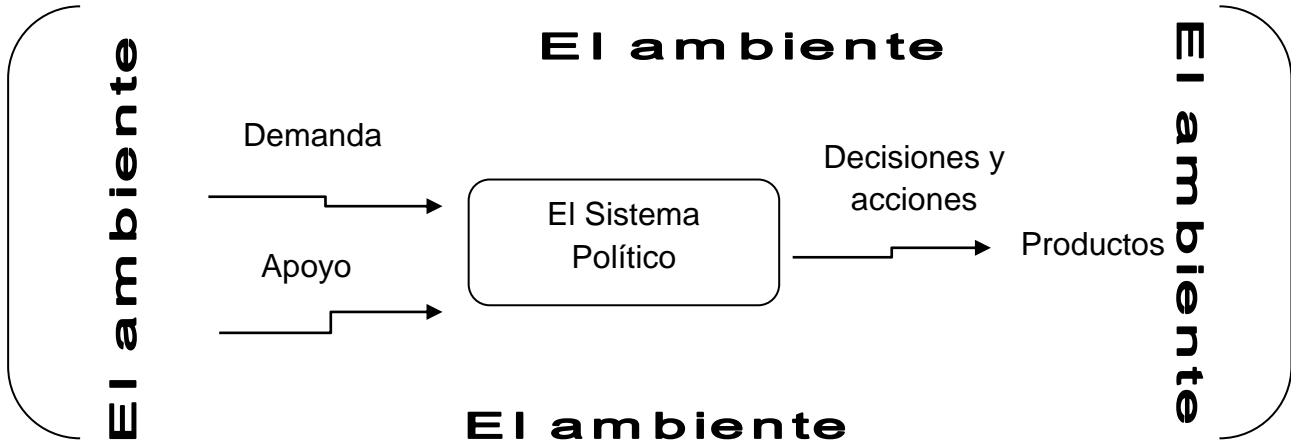 El ambiente
El ambiente
El ambiente
Demanda
Decisiones y
acciones
El Sistema
Político
Productos
Apoyo
El ambiente